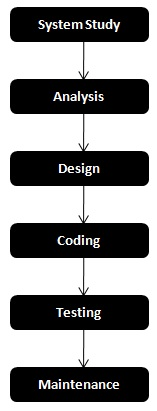 System Study
Analysis
Design
Coding
Testing
Maintenance